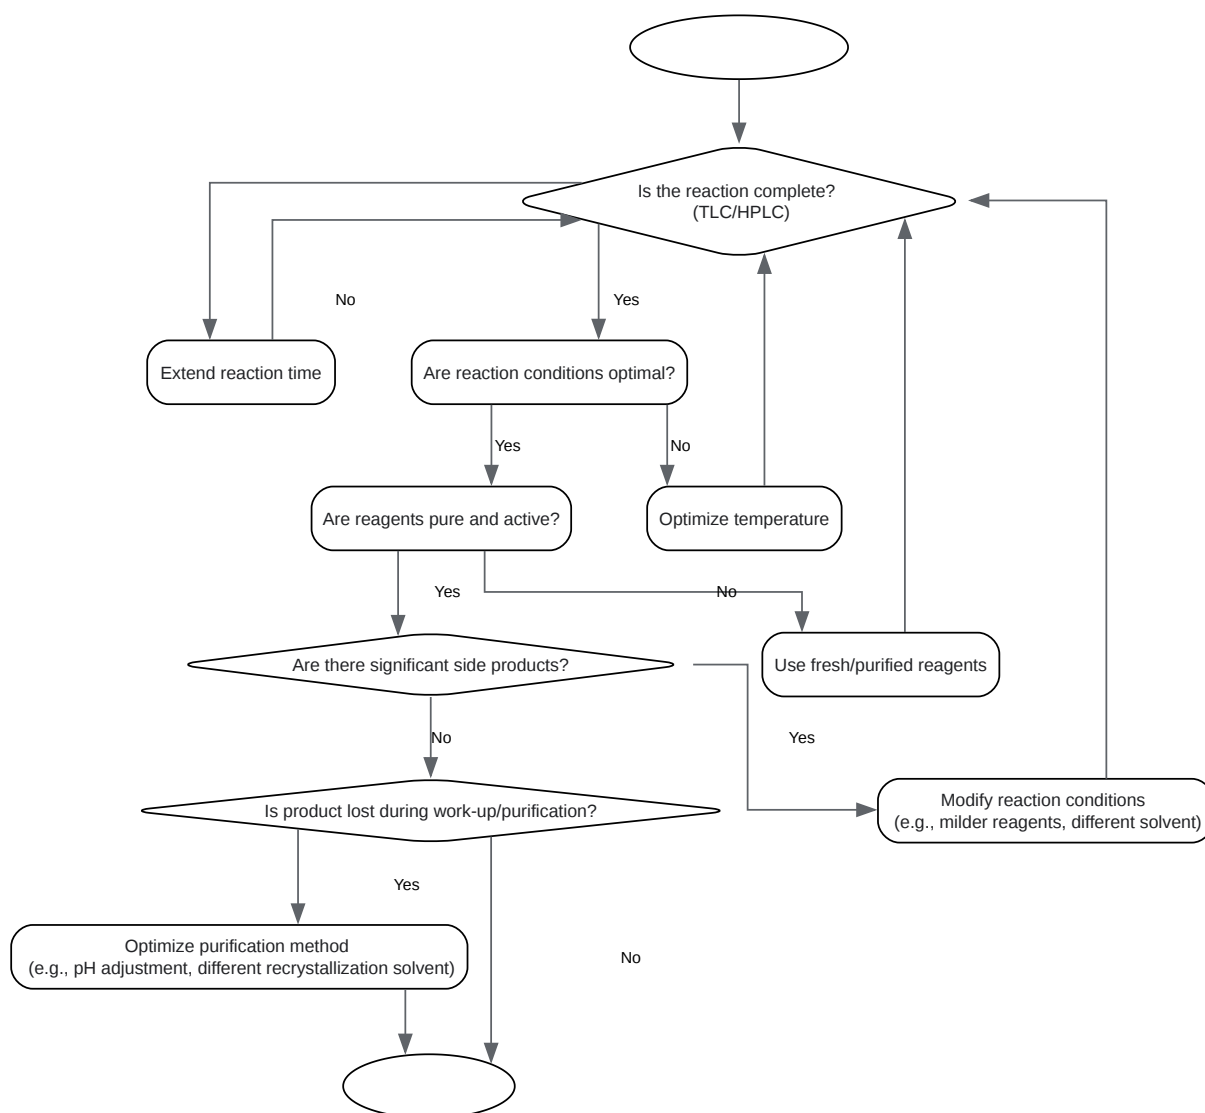 Is the reaction complete?
(TLC/HPLC)
No
Yes
Extend reaction time
Are reaction conditions optimal?
Yes
No
Are reagents pure and active?
Optimize temperature
Yes
No
Are there significant side products?
Use fresh/purified reagents
No
Yes
Is product lost during work-up/purification?
Modify reaction conditions
(e.g., milder reagents, different solvent)
Yes
Optimize purification method
(e.g., pH adjustment, different recrystallization solvent)
No